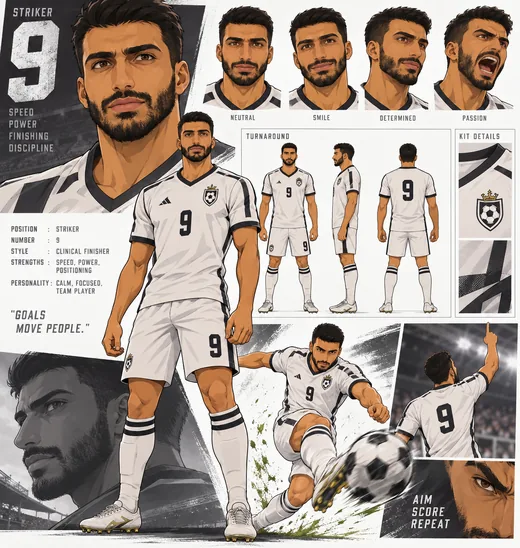 STRIKER
9
SPEED
POWER
FINISHING
DISCIPLINE
NEUTRAL
SMILE
DETERMINED
PASSION
TURNAROUND
KIT DETAILS
9
9
9
9
9
POSITION : STRIKER
NUMBER : 9
STYLE : CLINICAL FINISHER
STRENGTHS : SPEED, POWER,
POSITIONING
PERSONALITY : CALM, FOCUSED,
TEAM PLAYER
"GOALS
MOVE PEOPLE."
9
9
AIM
SCORE
REPEAT